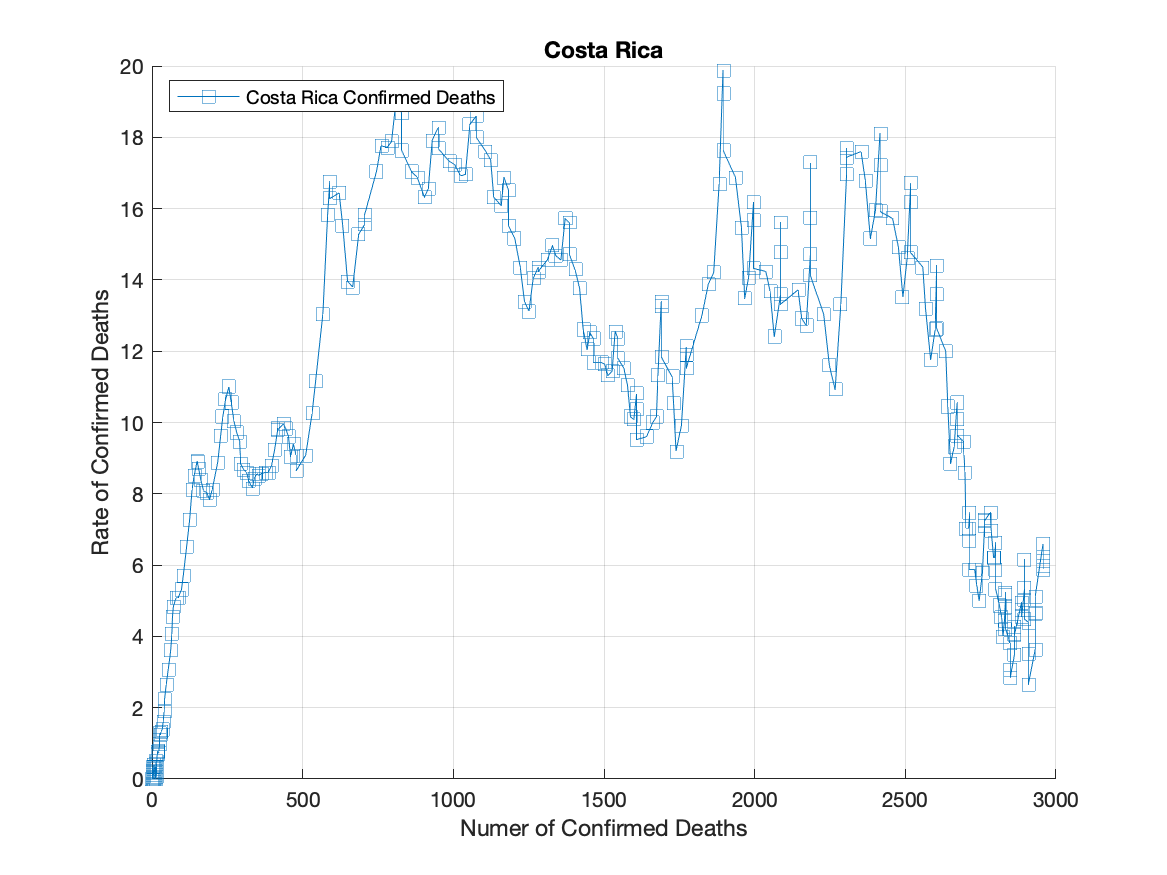 Costa Rica
Costa Rica Confirmed Deaths
20
18
16
14
12
10
8
6
4
2
0
Rate of Confirmed Deaths
0 500 1000 1500 2000 2500 3000
Numer of Confirmed Deaths